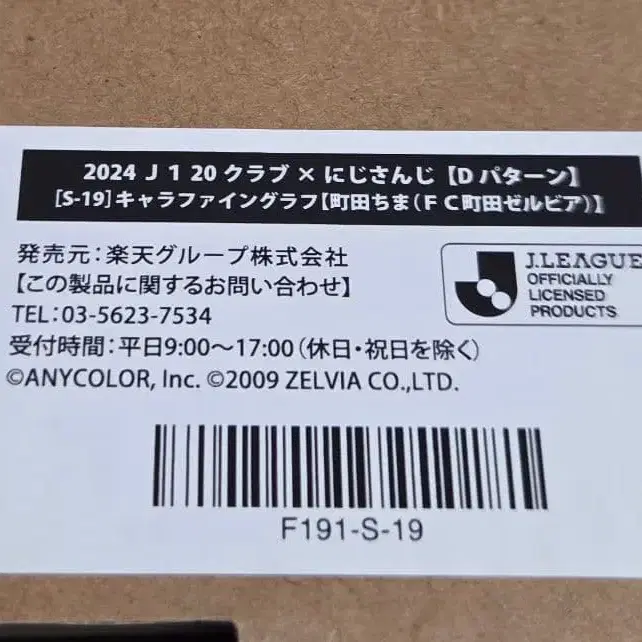 2024 J1 20クラブ×にじさんじ【Dパターン】
[S-19]キャラファイングラフ【町田ちま(FC町田ゼルビア)】
発売元：楽天グループ株式会社
【この製品に関するお問い合わせ】
TEL:03-5623-7534
受付時間：平日9:00〜17:00(休日・祝日を除く)
©ANYCOLOR, Inc. ©2009 ZELVIA CO.,LTD.
J.LEAGUE
OFFICIALLY
LICENSED
PRODUCTS
F191-S-19